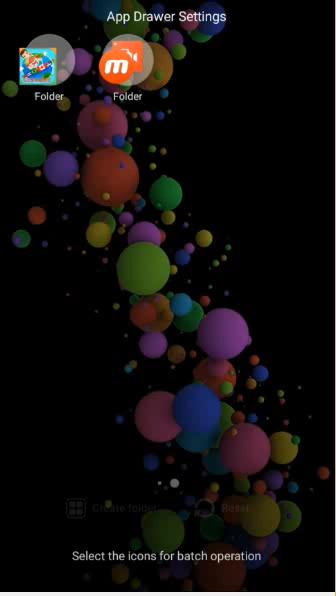 App Drawer Settings
Folder
Folder
m
Create folder
Reset
Select the icons for batch operation